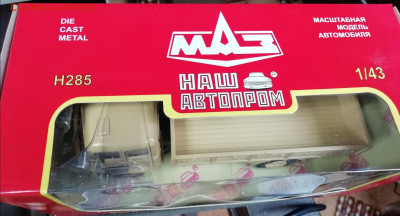 DIE
CAST
METAL
МАЗ
МАСШТАБНАЯ
МОДЕЛЬ
АВТОМОБИЛЯ
H285
НАШ
АВТОПРОМ
®
1/43